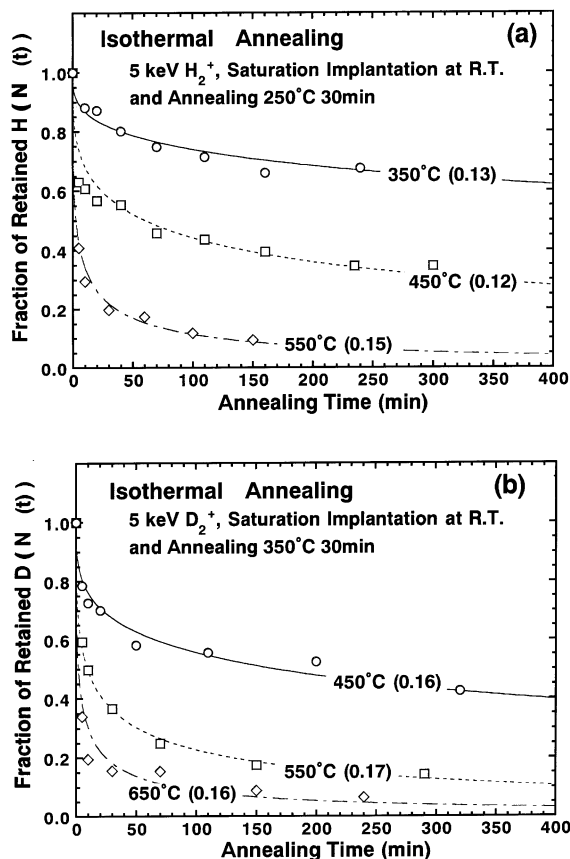 (a)
Isothermal Annealing
5 keV H₂⁺, Saturation Implantation at R.T.
and Annealing 250°C 30min
Fraction of Retained H ( N (t))
1.0
0.8
0.6
0.4
0.2
0.0
350°C (0.13)
450°C (0.12)
550°C (0.15)
0 50 100 150 200 250 300 350 400
Annealing Time (min)
(b)
Isothermal Annealing
5 keV D₂⁺, Saturation Implantation at R.T.
and Annealing 350°C 30min
Fraction of Retained D ( N (t))
1.0
0.8
0.6
0.4
0.2
0.0
450°C (0.16)
550°C (0.17)
650°C (0.16)
0 50 100 150 200 250 300 350 400
Annealing Time (min)